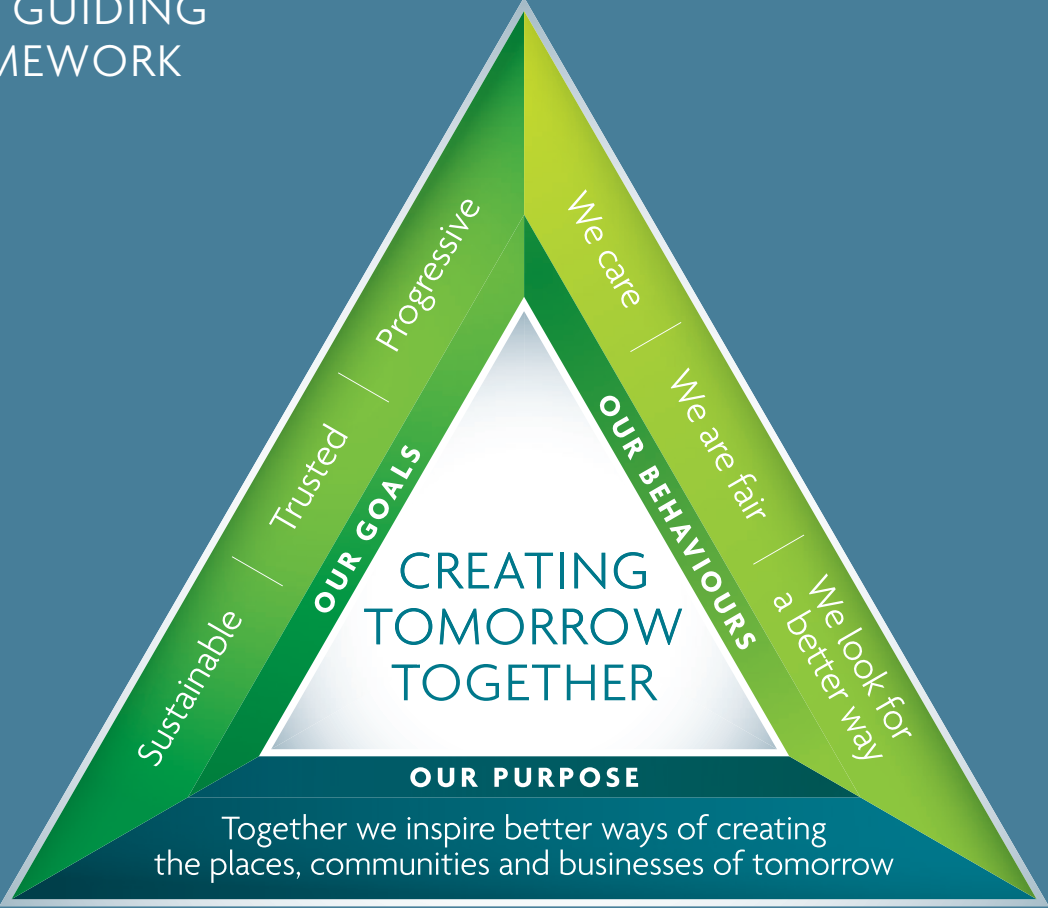 GUIDING
MEWORK
Progressive
Trusted
Sustainable
OUR GOALS
We care
We are fair
We look for
a better way
OUR BEHAVIOURS
CREATING
TOMORROW
TOGETHER
OUR PURPOSE
Together we inspire better ways of creating
the places, communities and businesses of tomorrow